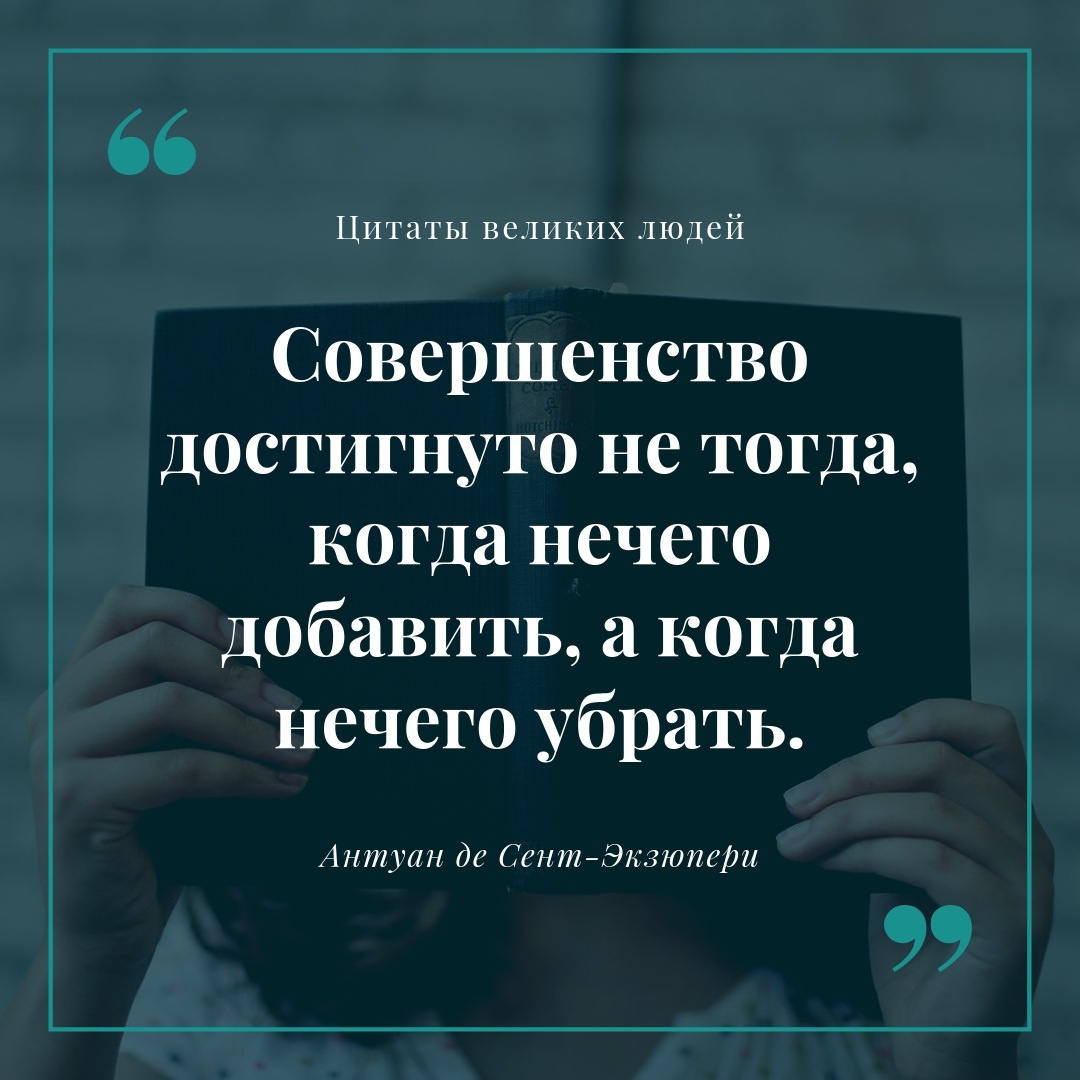 “
Цитаты великих людей
Совершенство
достигнуто не тогда,
когда нечего
добавить, а когда
нечего убрать.
Антуан де Сент-Экзюпери
”